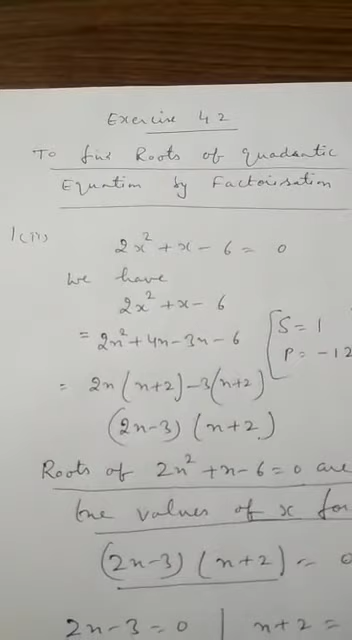 Exercise 4.2
To find Roots of quadratic
Equation by Factorisation
1(ii) 2x² + x - 6 = 0
We have
2x² + x - 6
= 2x² + 4x - 3x - 6 S = 1
P = -12
= 2x(x+2) - 3(x+2)
(2x-3)(x+2)
Roots of 2x² + x - 6 = 0 are
the values of x for
(2x-3)(x+2) = 0
2x-3 = 0 | x+2 =